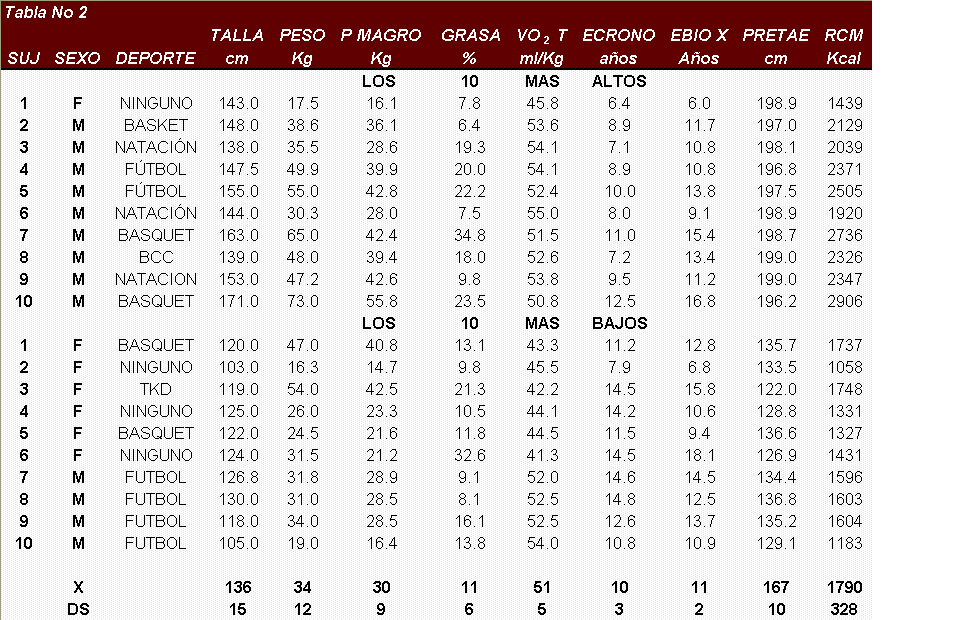 Tabla No 2
TALLA PESO P MAGRO GRASA VO 2 T ECRONO EBIO X PRETAE RCM
SUJ SEXO DEPORTE cm Kg Kg % ml/Kg años Años cm Kcal
LOS 10 MAS ALTOS
1 F NINGUNO 143.0 17.5 16.1 7.8 45.8 6.4 6.0 198.9 1439
2 M BASKET 148.0 38.6 36.1 6.4 53.6 8.9 11.7 197.0 2129
3 M NATACIÓN 138.0 35.5 28.6 19.3 54.1 7.1 10.8 198.1 2039
4 M FÚTBOL 147.5 49.9 39.9 20.0 54.1 8.9 10.8 196.8 2371
5 M FÚTBOL 155.0 55.0 42.8 22.2 52.4 10.0 13.8 197.5 2505
6 M NATACIÓN 144.0 30.3 28.0 7.5 55.0 8.0 9.1 198.9 1920
7 M BASQUET 163.0 65.0 42.4 34.8 51.5 11.0 15.4 198.7 2736
8 M BCC 139.0 48.0 39.4 18.0 52.6 7.2 13.4 199.0 2326
9 M NATACION 153.0 47.2 42.6 9.8 53.8 9.5 11.2 199.0 2347
10 M BASQUET 171.0 73.0 55.8 23.5 50.8 12.5 16.8 196.2 2906
LOS 10 MAS BAJOS
1 F BASQUET 120.0 47.0 40.8 13.1 43.3 11.2 12.8 135.7 1737
2 F NINGUNO 103.0 16.3 14.7 9.8 45.5 7.9 6.8 133.5 1058
3 F TKD 119.0 54.0 42.5 21.3 42.2 14.5 15.8 122.0 1748
4 F NINGUNO 125.0 26.0 23.3 10.5 44.1 14.2 10.6 128.8 1331
5 F BASQUET 122.0 24.5 21.6 11.8 44.5 11.5 9.4 136.6 1327
6 F NINGUNO 124.0 31.5 21.2 32.6 41.3 14.5 18.1 126.9 1431
7 M FUTBOL 126.8 31.8 28.9 9.1 52.0 14.6 14.5 134.4 1596
8 M FUTBOL 130.0 31.0 28.5 8.1 52.5 14.8 12.5 136.8 1603
9 M FUTBOL 118.0 34.0 28.5 16.1 52.5 12.6 13.7 135.2 1604
10 M FUTBOL 105.0 19.0 16.4 13.8 54.0 10.8 10.9 129.1 1183
X 136 34 30 11 51 10 11 167 1790
DS 15 12 9 6 5 3 2 10 328